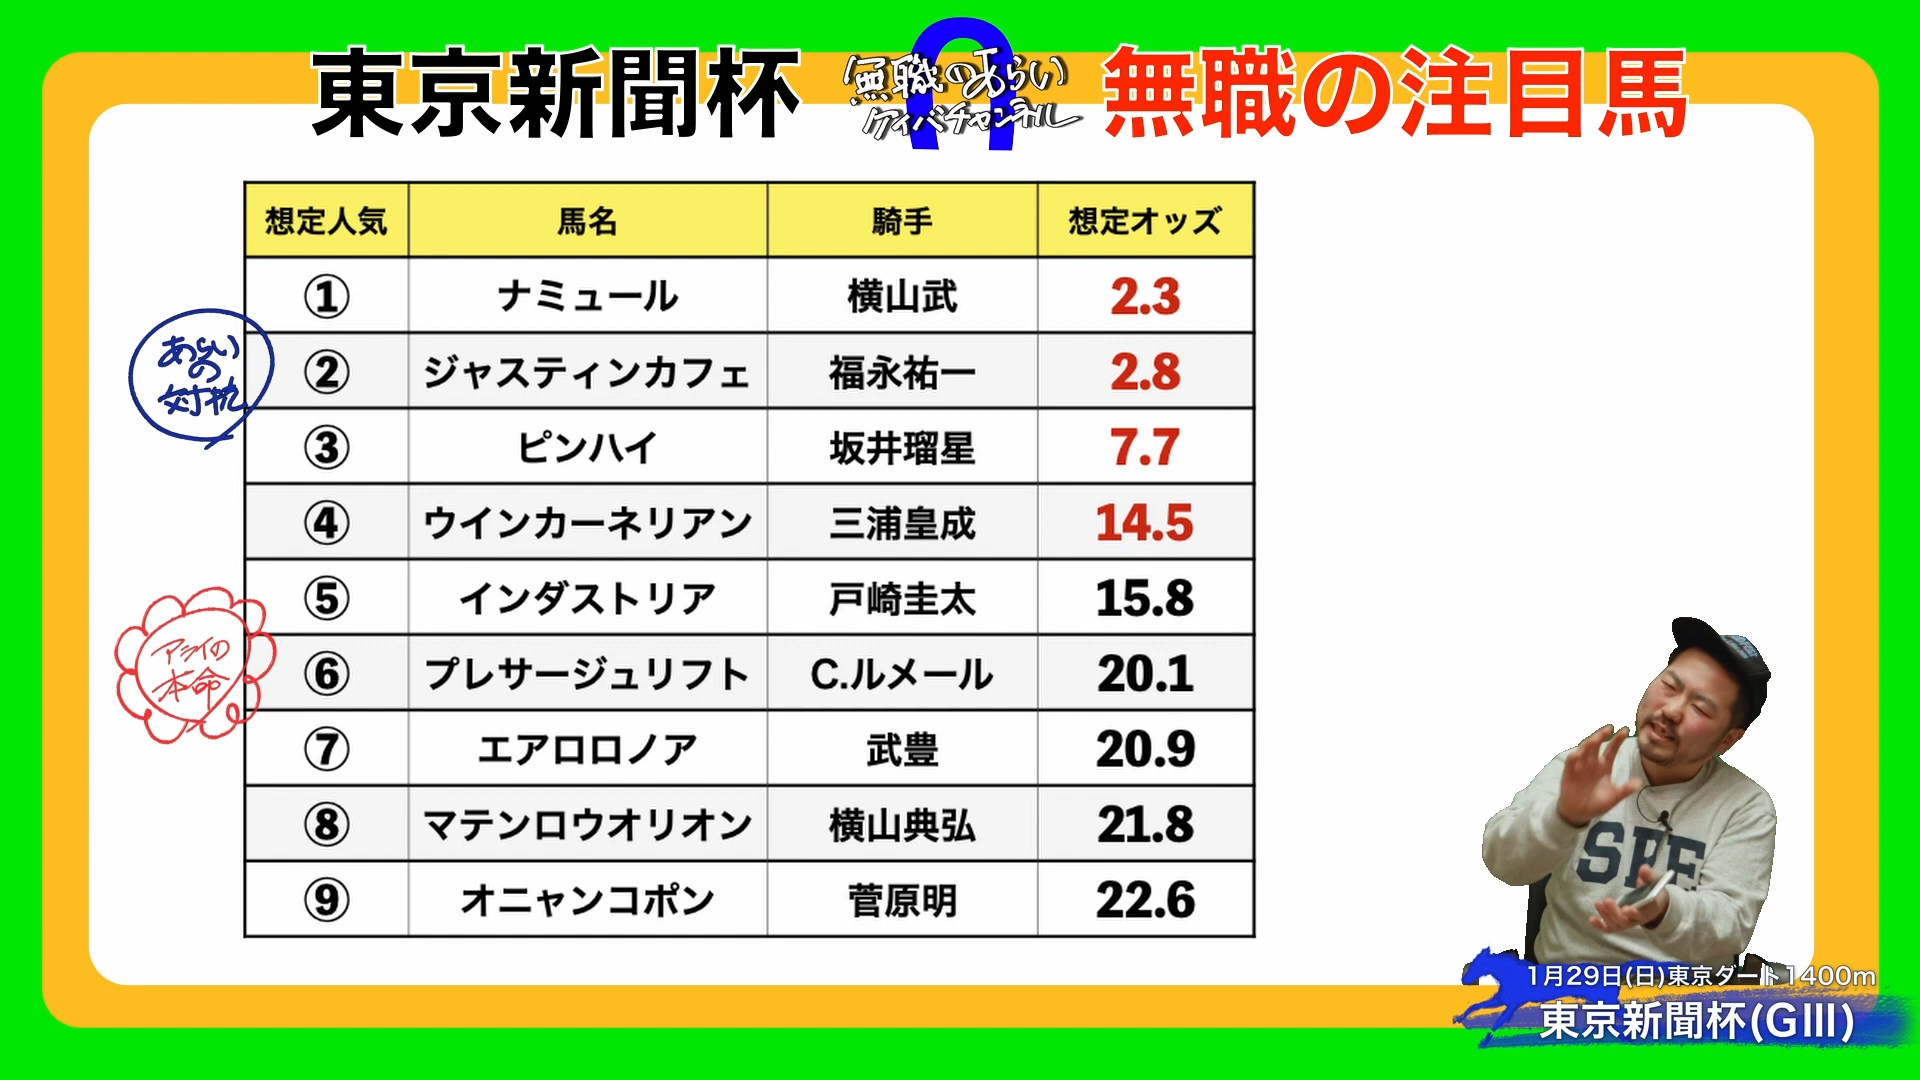 東京新聞杯 無職のあらい 無職の注目馬
ケイバチャンネル
想定人気 馬名 騎手 想定オッズ
① ナミュール 横山武 2.3
② ジャスティンカフェ 福永祐一 2.8
③ ピンハイ 坂井瑠星 7.7
④ ウインカーネリアン 三浦皇成 14.5
⑤ インダストリア 戸崎圭太 15.8
⑥ プレサージュリフト C.ルメール 20.1
⑦ エアロロノア 武豊 20.9
⑧ マテンロウオリオン 横山典弘 21.8
⑨ オニャンコポン 菅原明 22.6
あらい
の
対抗
アライの
本命
SPF
1月29日(日)東京ダート1400m
東京新聞杯(GⅢ)